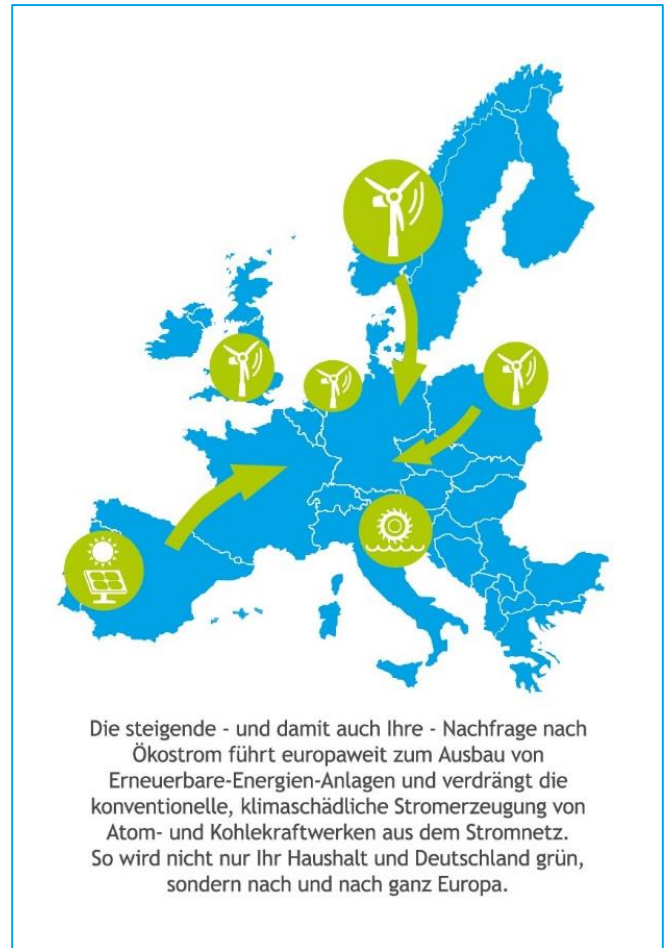 Die steigende - und damit auch Ihre - Nachfrage nach
Ökostrom führt europaweit zum Ausbau von
Erneuerbare-Energien-Anlagen und verdrängt die
konventionelle, klimaschädliche Stromerzeugung von
Atom- und Kohlekraftwerken aus dem Stromnetz.
So wird nicht nur Ihr Haushalt und Deutschland grün,
sondern nach und nach ganz Europa.